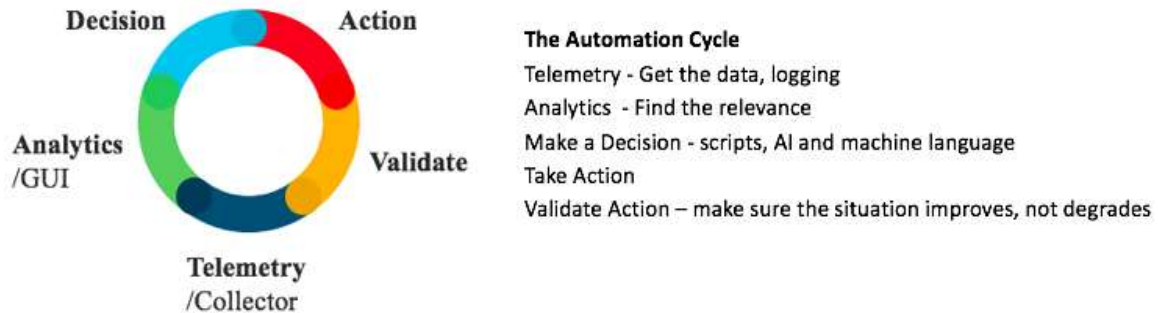 Decision
Action
Analytics
/GUI
Validate
Telemetry
/Collector
The Automation Cycle
Telemetry - Get the data, logging
Analytics - Find the relevance
Make a Decision - scripts, AI and machine language
Take Action
Validate Action – make sure the situation improves, not degrades